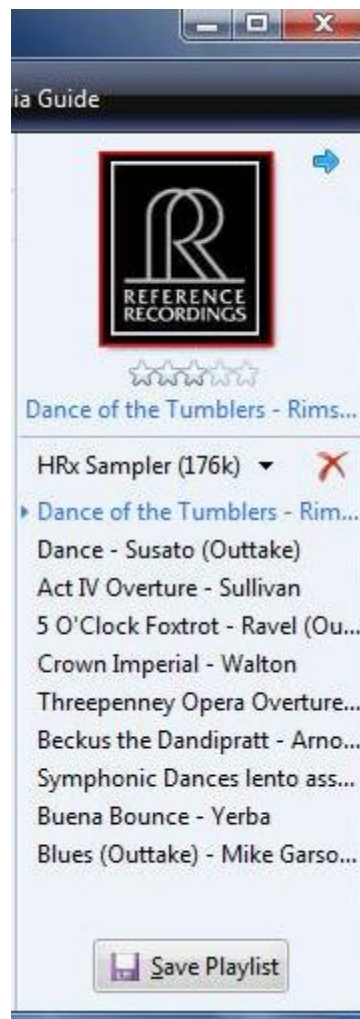 ia Guide
REFERENCE
RECORDINGS
Dance of the Tumblers - Rims...
HRx Sampler (176k)
Dance of the Tumblers - Rim...
Dance - Susato (Outtake)
Act IV Overture - Sullivan
5 O'Clock Foxtrot - Ravel (Ou...
Crown Imperial - Walton
Threepenney Opera Overture...
Beckus the Dandipratt - Arno...
Symphonic Dances lento ass...
Buena Bounce - Yerba
Blues (Outtake) - Mike Garso...
Save Playlist